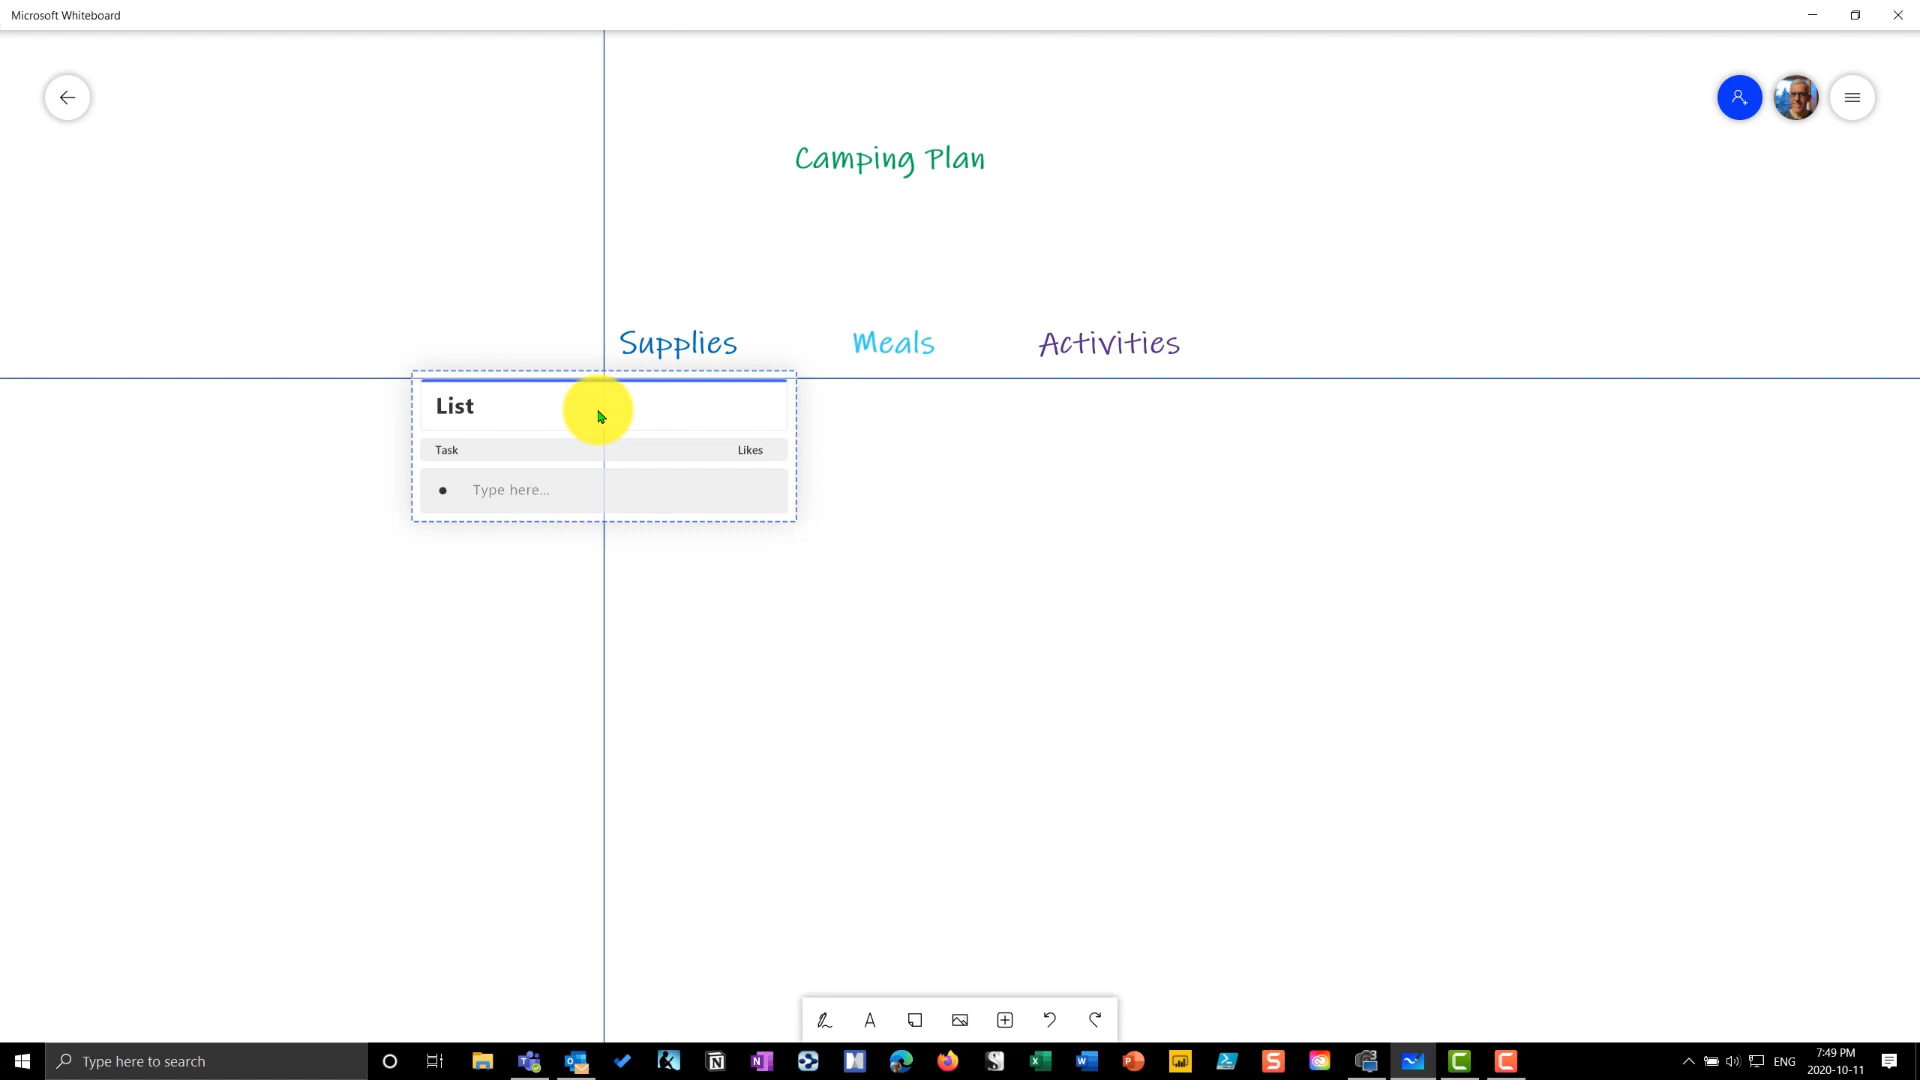 Microsoft Whiteboard
Camping Plan
Supplies Meals Activities
List
Task Likes
Type here...
Type here to search
ENG
7:49 PM
2020-10-11